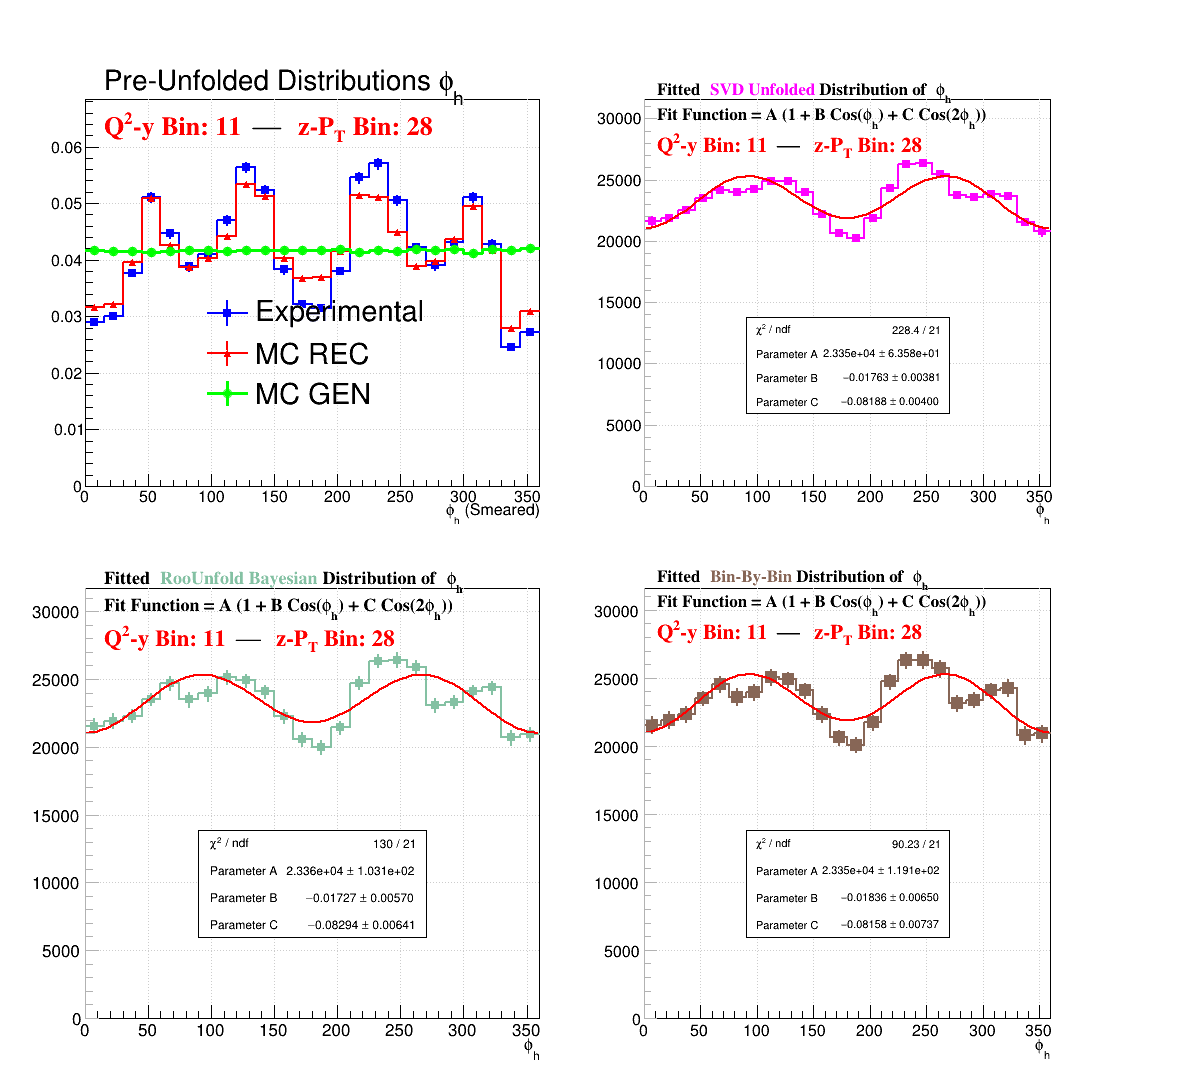 Pre-Unfolded Distributions ϕh
Q²-y Bin: 11 — z-PT Bin: 28
0.06
0.05
0.04
0.03
0.02
0.01
0
Experimental
MC REC
MC GEN
0 50 100 150 200 250 300 350
ϕh (Smeared)
Fitted SVD Unfolded Distribution of ϕh
Fit Function = A (1 + B Cos(ϕh) + C Cos(2ϕh))
Q²-y Bin: 11 — z-PT Bin: 28
30000
25000
20000
15000
10000
5000
0
χ² / ndf 228.4 / 21
Parameter A 2.335e+04 ± 6.358e+01
Parameter B −0.01763 ± 0.00381
Parameter C −0.08188 ± 0.00400
0 50 100 150 200 250 300 350
ϕh
Fitted RooUnfold Bayesian Distribution of ϕh
Fit Function = A (1 + B Cos(ϕh) + C Cos(2ϕh))
Q²-y Bin: 11 — z-PT Bin: 28
30000
25000
20000
15000
10000
5000
0
χ² / ndf 130 / 21
Parameter A 2.336e+04 ± 1.031e+02
Parameter B −0.01727 ± 0.00570
Parameter C −0.08294 ± 0.00641
0 50 100 150 200 250 300 350
ϕh
Fitted Bin-By-Bin Distribution of ϕh
Fit Function = A (1 + B Cos(ϕh) + C Cos(2ϕh))
Q²-y Bin: 11 — z-PT Bin: 28
30000
25000
20000
15000
10000
5000
0
χ² / ndf 90.23 / 21
Parameter A 2.335e+04 ± 1.191e+02
Parameter B −0.01836 ± 0.00650
Parameter C −0.08158 ± 0.00737
0 50 100 150 200 250 300 350
ϕh